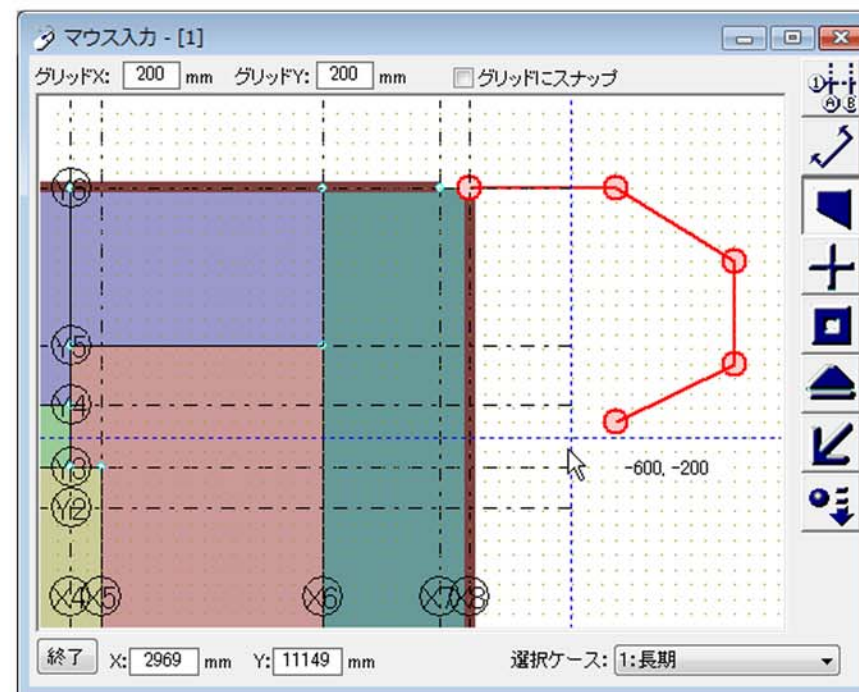 マウス入力 - [1]
グリッドX: 200 mm グリッドY: 200 mm グリッドにスナップ
1
A B
Y6
Y5
Y4
Y3
Y2
-600, -200
X4 X5 X6 X7 X8
終了 X: 2969 mm Y: 11149 mm 選択ケース: 1:長期